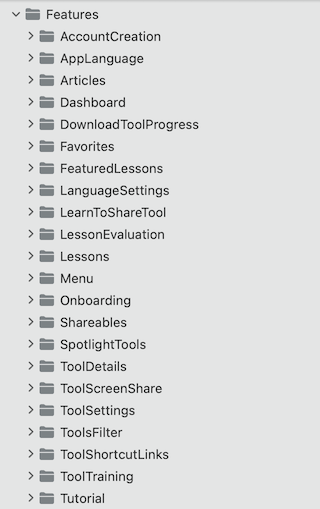 Features
AccountCreation
AppLanguage
Articles
Dashboard
DownloadToolProgress
Favorites
FeaturedLessons
LanguageSettings
LearnToShareTool
LessonEvaluation
Lessons
Menu
Onboarding
Shareables
SpotlightTools
ToolDetails
ToolScreenShare
ToolSettings
ToolsFilter
ToolShortcutLinks
ToolTraining
Tutorial